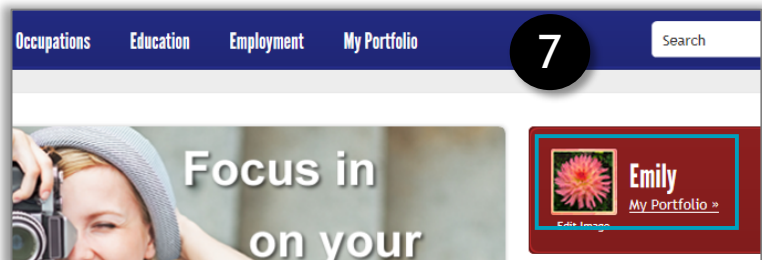 Occupations Education Employment My Portfolio
7
Search
Focus in
on your
Emily
My Portfolio »
Edit Image